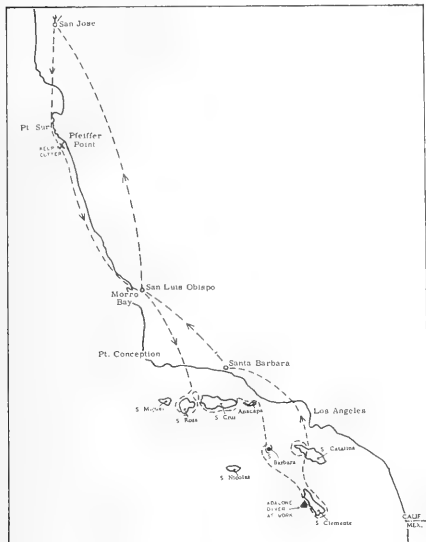 San Jose
Pt. Sur
Pfeiffer
Point
KELP
CUTTER
San Luis Obispo
Morro
Bay
Pt. Conception
Santa Barbara
S Miguel
S Rosa
S Cruz
Anacapa
Los Angeles
Barbara
S Catalina
S Nicolas
ABALONE
DIVER
AT WORK
S Clemente
CALIF
MEX.